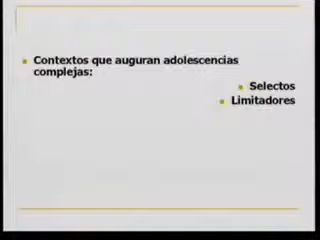 Contextos que auguran adolescencias
complejas:
Selectos
Limitadores